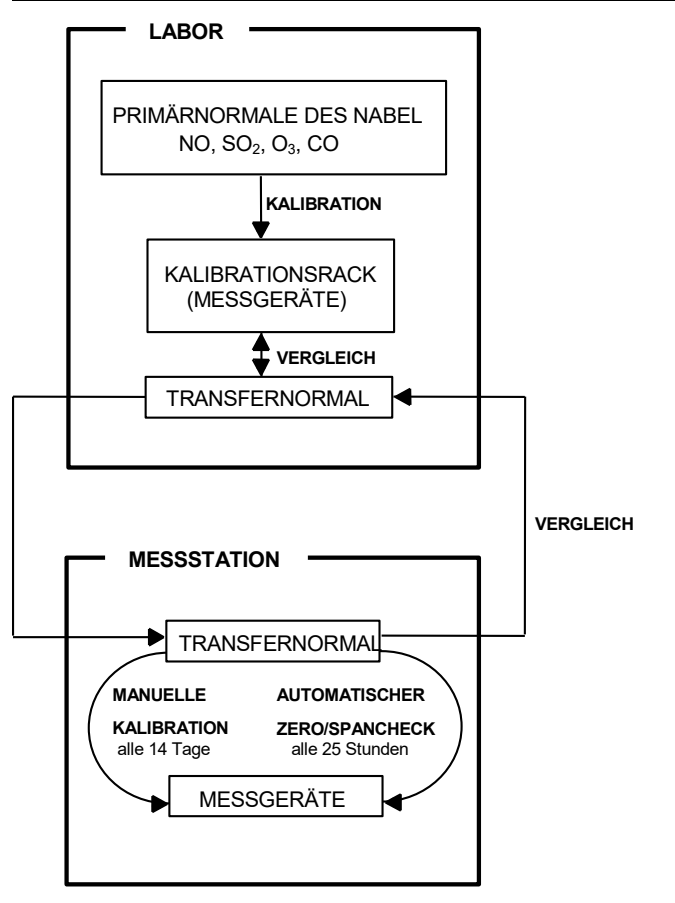 LABOR
PRIMÄRNORMALE DES NABEL
NO, SO₂, O₃, CO
KALIBRATION
KALIBRATIONSRACK
(MESSGERÄTE)
VERGLEICH
TRANSFERNORMAL
VERGLEICH
MESSSTATION
TRANSFERNORMAL
MANUELLE
KALIBRATION
alle 14 Tage
AUTOMATISCHER
ZERO/SPANCHECK
alle 25 Stunden
MESSGERÄTE